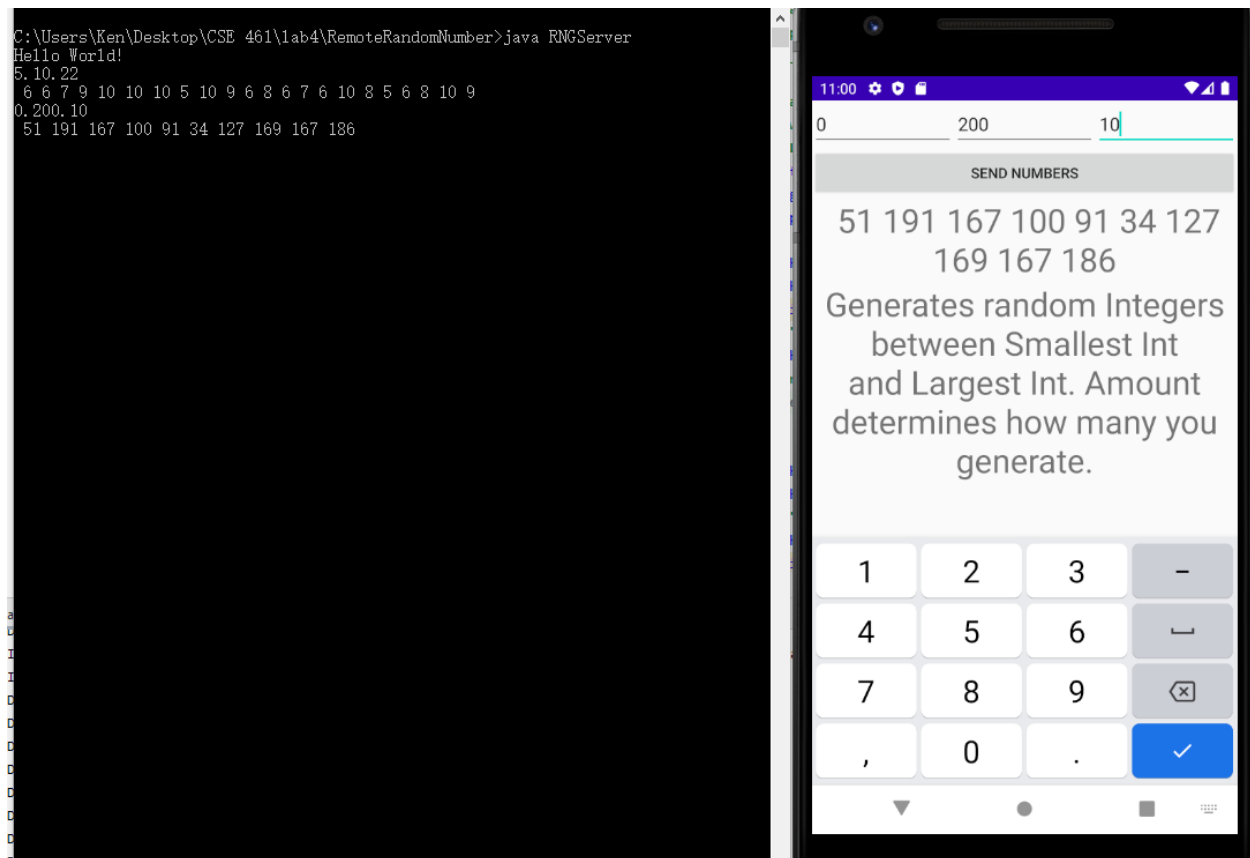 C:\Users\Ken\Desktop\CSE 461\lab4\RemoteRandomNumber>java RNGServer
Hello World!
5.10.22
6 6 7 9 10 10 10 5 10 9 6 8 6 7 6 10 8 5 6 8 10 9
0.200.10
51 191 167 100 91 34 127 169 167 186
11:00
0 200 10
SEND NUMBERS
51 191 167 100 91 34 127
169 167 186
Generates random Integers
between Smallest Int
and Largest Int. Amount
determines how many you
generate.
1 2 3 –
4 5 6
7 8 9
, 0 .